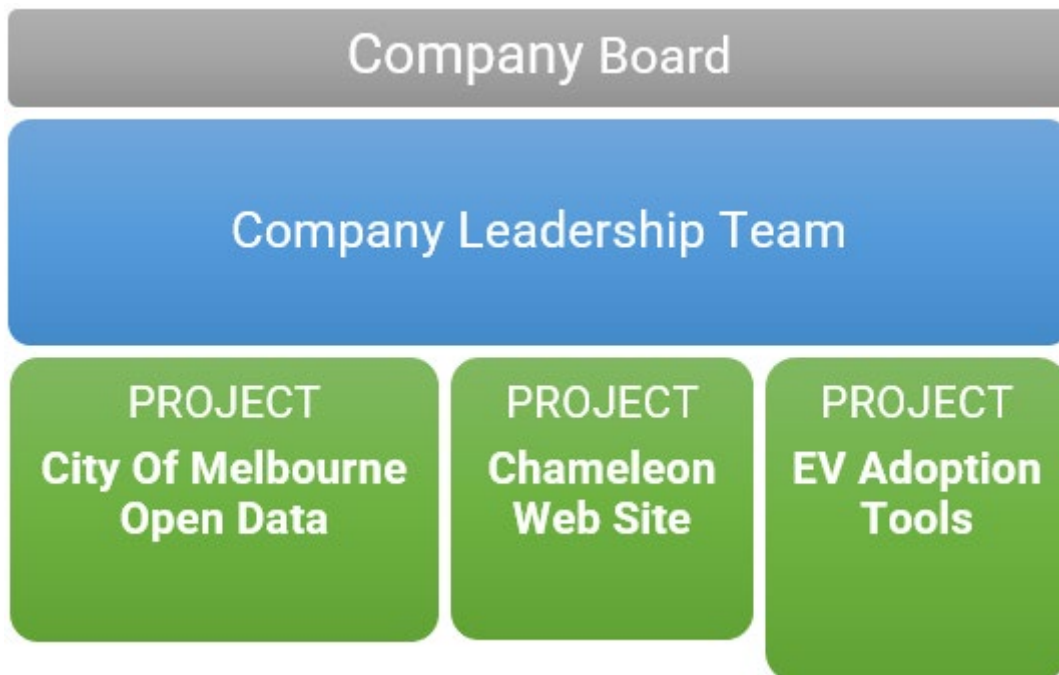 Company Board
Company Leadership Team
PROJECT
City Of Melbourne
Open Data
PROJECT
Chameleon
Web Site
PROJECT
EV Adoption
Tools